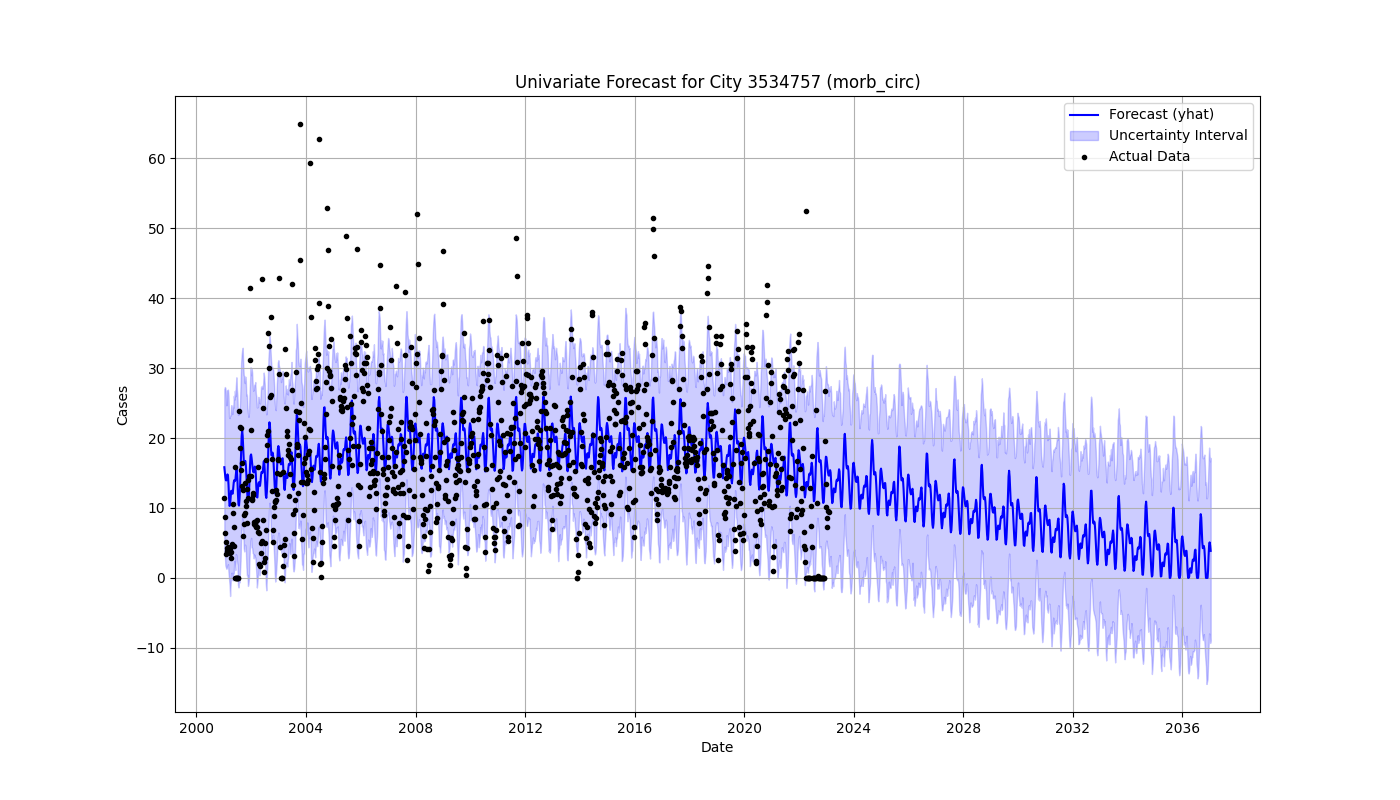 Univariate Forecast for City 3534757 (morb_circ)
Forecast (yhat)
Uncertainty Interval
Actual Data
Cases
60
50
40
30
20
10
0
−10
2000 2004 2008 2012 2016 2020 2024 2028 2032 2036
Date